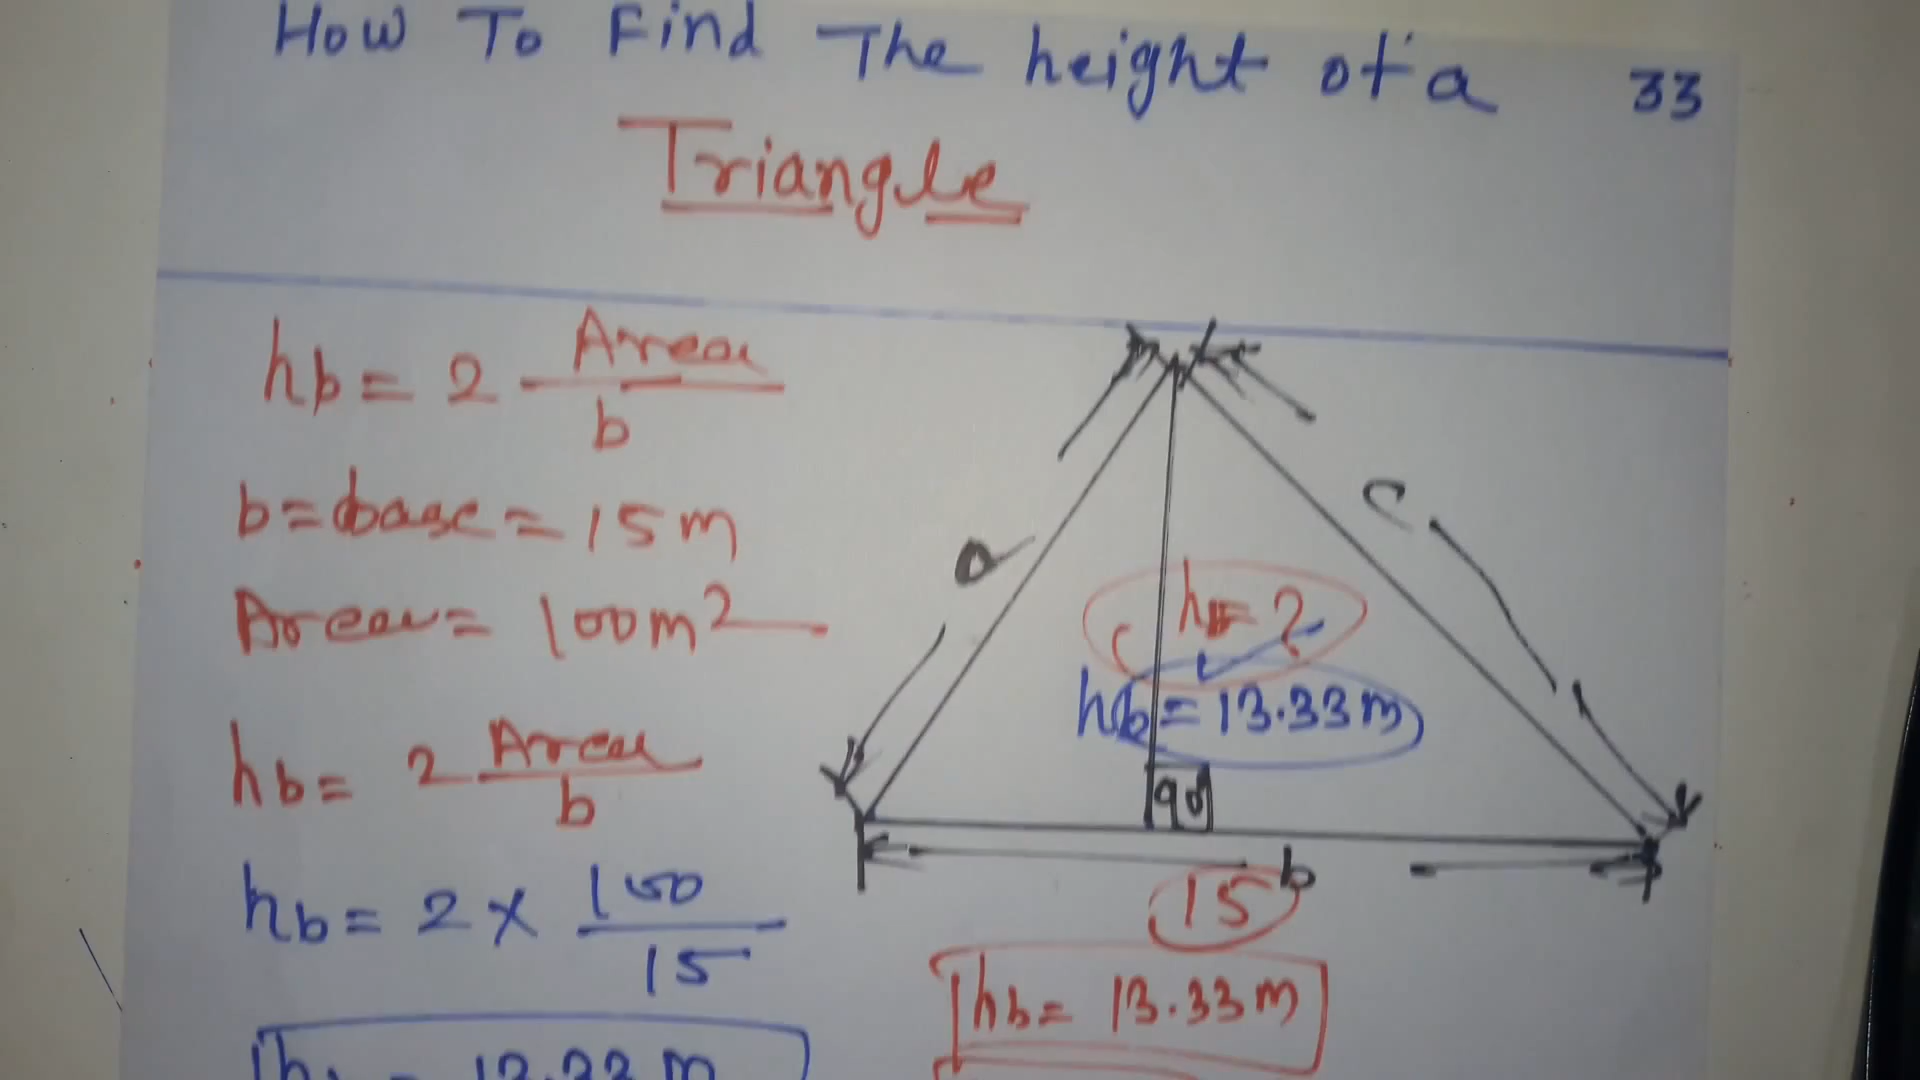 How To Find The height of a 33
Triangle
hb = 2 Area / b
b = base = 15m
Area = 100m²
hb = 2 Area / b
hb = 2 × 100 / 15
a
c
h = ?
hb = 13.33m
90
b
15
hb = 13.33m